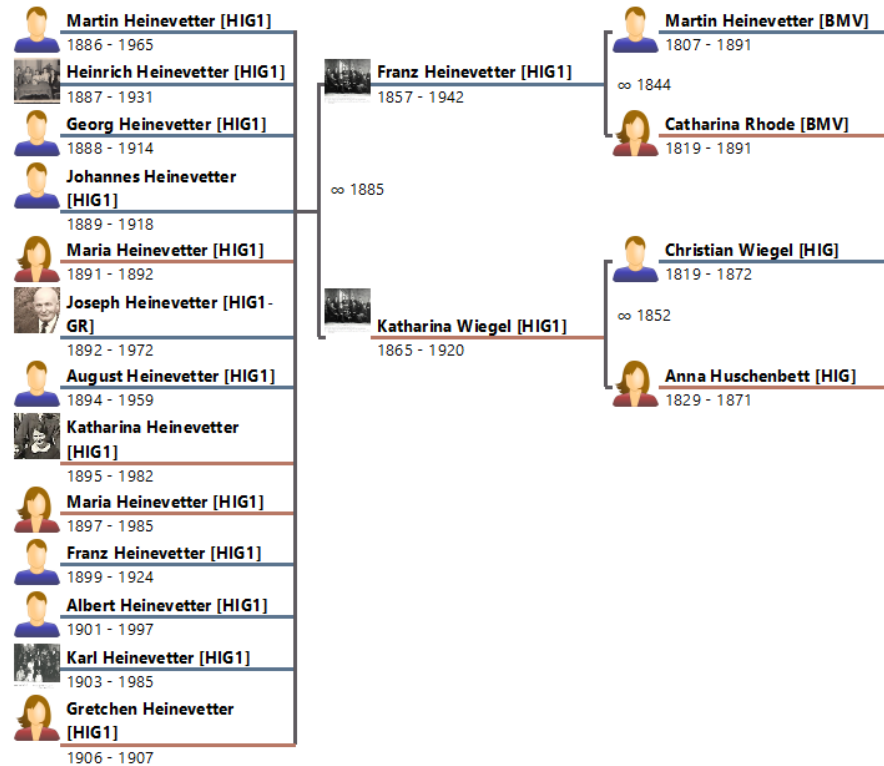 Martin Heinevetter [HIG1]
1886 - 1965
Heinrich Heinevetter [HIG1]
1887 - 1931
Georg Heinevetter [HIG1]
1888 - 1914
Johannes Heinevetter
[HIG1]
1889 - 1918
Maria Heinevetter [HIG1]
1891 - 1892
Joseph Heinevetter [HIG1-
GR]
1892 - 1972
August Heinevetter [HIG1]
1894 - 1959
Katharina Heinevetter
[HIG1]
1895 - 1982
Maria Heinevetter [HIG1]
1897 - 1985
Franz Heinevetter [HIG1]
1899 - 1924
Albert Heinevetter [HIG1]
1901 - 1997
Karl Heinevetter [HIG1]
1903 - 1985
Gretchen Heinevetter
[HIG1]
1906 - 1907
Franz Heinevetter [HIG1]
1857 - 1942
∞ 1885
Katharina Wiegel [HIG1]
1865 - 1920
Martin Heinevetter [BMV]
1807 - 1891
∞ 1844
Catharina Rhode [BMV]
1819 - 1891
Christian Wiegel [HIG]
1819 - 1872
∞ 1852
Anna Huschenbett [HIG]
1829 - 1871